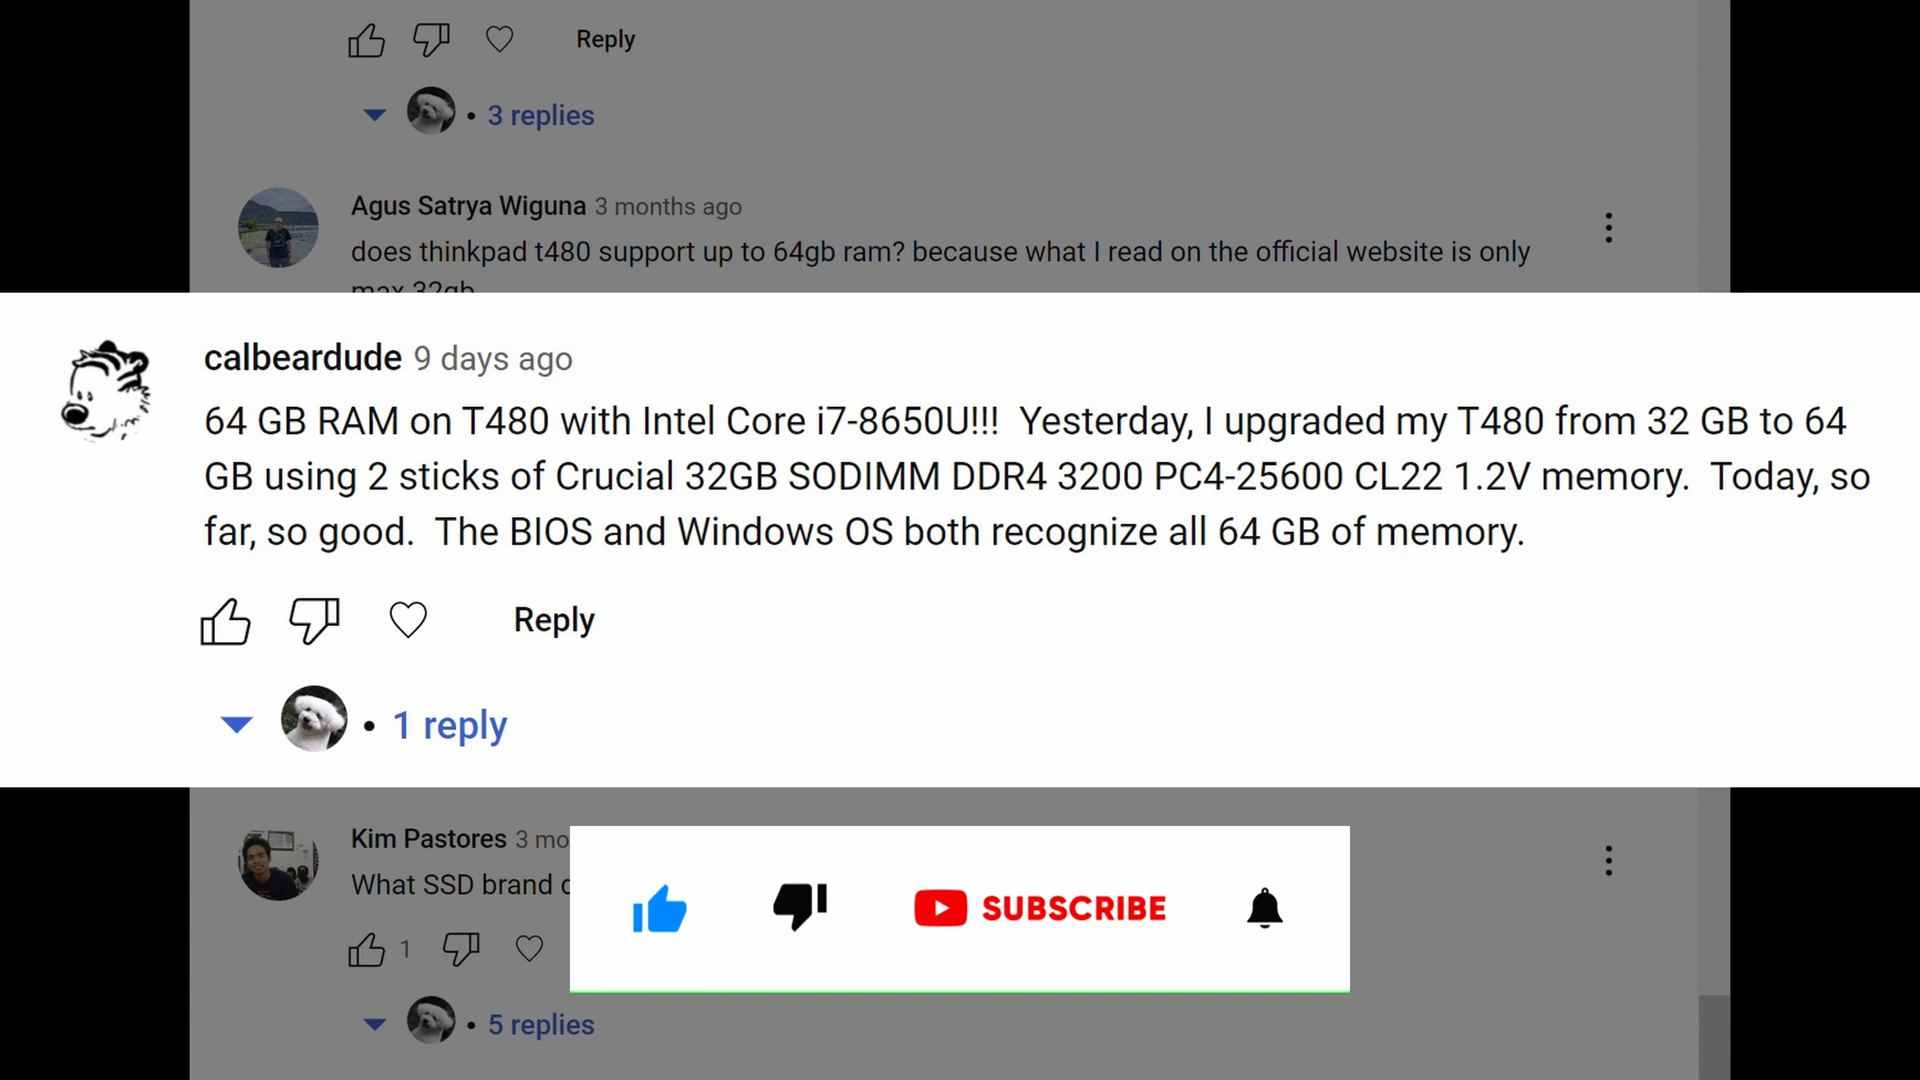 Reply
• 3 replies
Agus Satrya Wiguna 3 months ago
does thinkpad t480 support up to 64gb ram? because what I read on the official website is only
max 32gb
calbeardude 9 days ago
64 GB RAM on T480 with Intel Core i7-8650U!!!  Yesterday, I upgraded my T480 from 32 GB to 64
GB using 2 sticks of Crucial 32GB SODIMM DDR4 3200 PC4-25600 CL22 1.2V memory.  Today, so
far, so good.  The BIOS and Windows OS both recognize all 64 GB of memory.
Reply
• 1 reply
Kim Pastores 3 mo
What SSD brand
SUBSCRIBE
1
• 5 replies